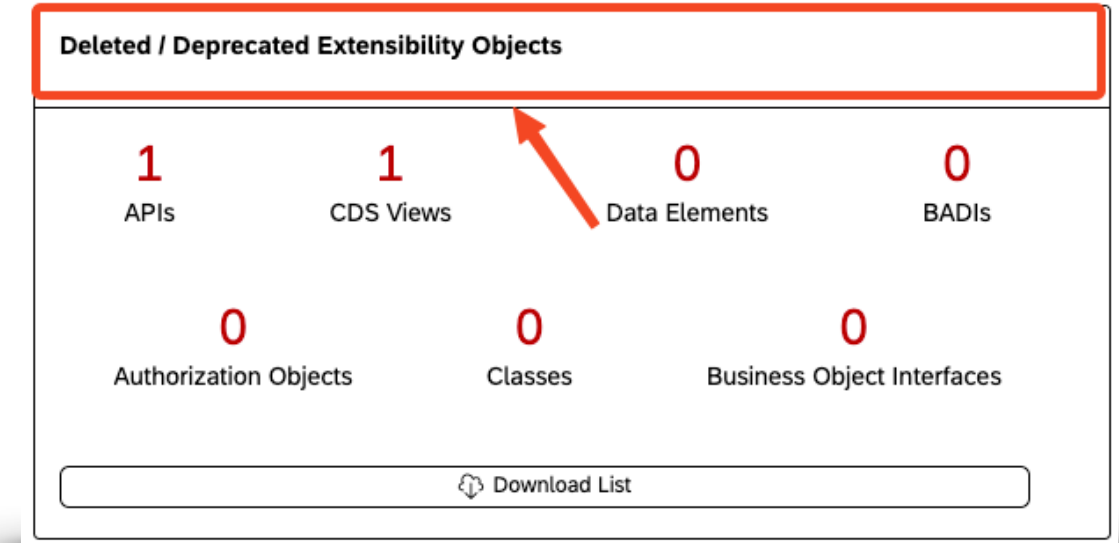 Deleted / Deprecated Extensibility Objects
1 1 0 0
APIs CDS Views Data Elements BADIs
0 0 0
Authorization Objects Classes Business Object Interfaces
Download List